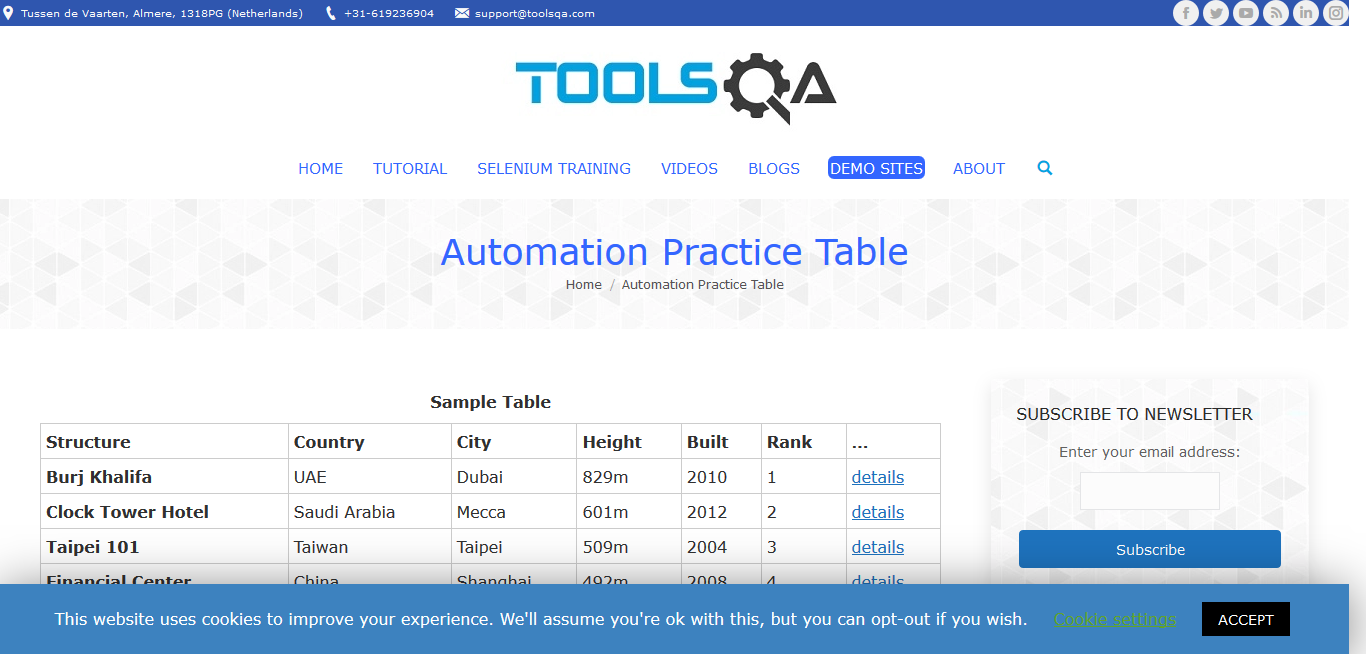 Tussen de Vaarten, Almere, 1318PG (Netherlands) +31-619236904 support@toolsqa.com
TOOLSQA
HOME TUTORIAL SELENIUM TRAINING VIDEOS BLOGS DEMO SITES ABOUT
Automation Practice Table
Home / Automation Practice Table
Sample Table
Structure Country City Height Built Rank ...
Burj Khalifa UAE Dubai 829m 2010 1 details
Clock Tower Hotel Saudi Arabia Mecca 601m 2012 2 details
Taipei 101 Taiwan Taipei 509m 2004 3 details
Financial Center China Shanghai 492m 2008 4 details
SUBSCRIBE TO NEWSLETTER
Enter your email address:
Subscribe
This website uses cookies to improve your experience. We'll assume you're ok with this, but you can opt-out if you wish. Cookie settings ACCEPT